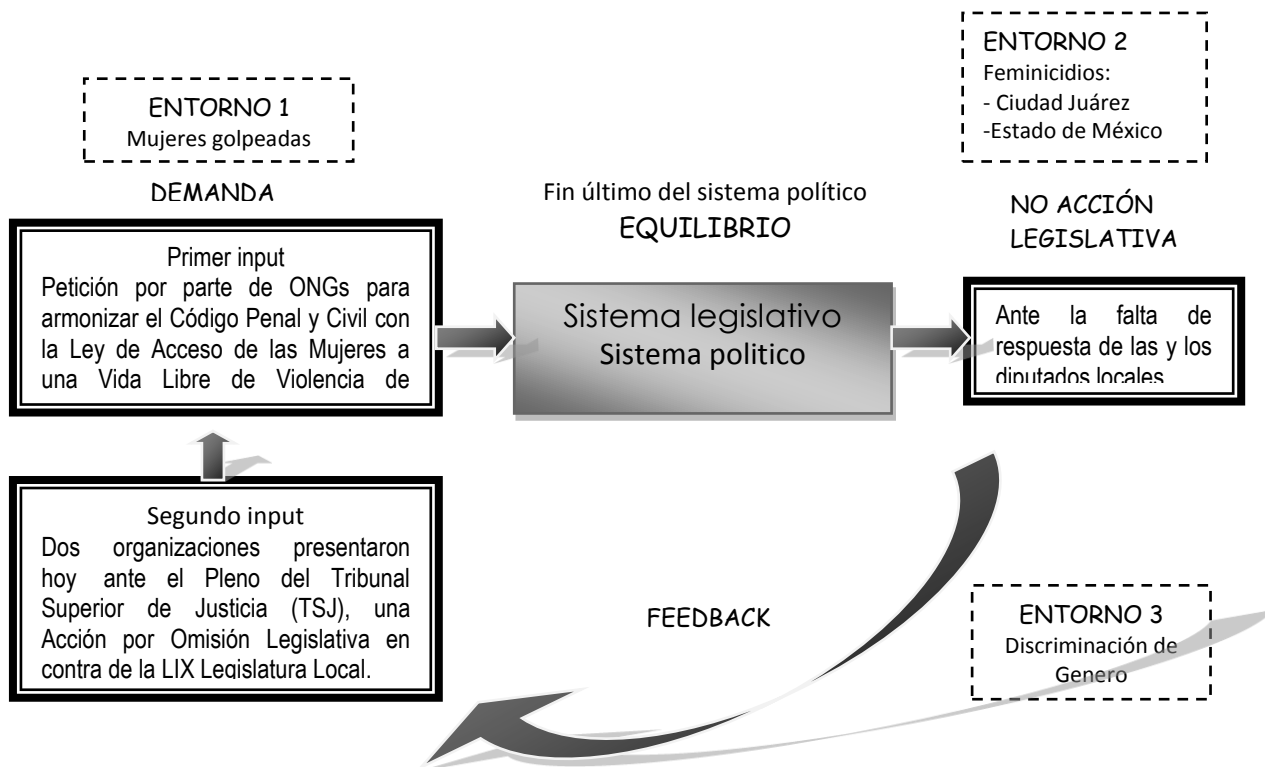 ENTORNO 1
Mujeres golpeadas
ENTORNO 2
Feminicidios:
- Ciudad Juárez
-Estado de México
DEMANDA
Primer input
Petición por parte de ONGs para
armonizar el Código Penal y Civil con
la Ley de Acceso de las Mujeres a
una Vida Libre de Violencia de
Fin último del sistema político
EQUILIBRIO
Sistema legislativo
Sistema politico
NO ACCIÓN
LEGISLATIVA
Ante la falta de
respuesta de las y los
diputados locales
Segundo input
Dos organizaciones presentaron
hoy ante el Pleno del Tribunal
Superior de Justicia (TSJ), una
Acción por Omisión Legislativa en
contra de la LIX Legislatura Local.
FEEDBACK
ENTORNO 3
Discriminación de
Genero